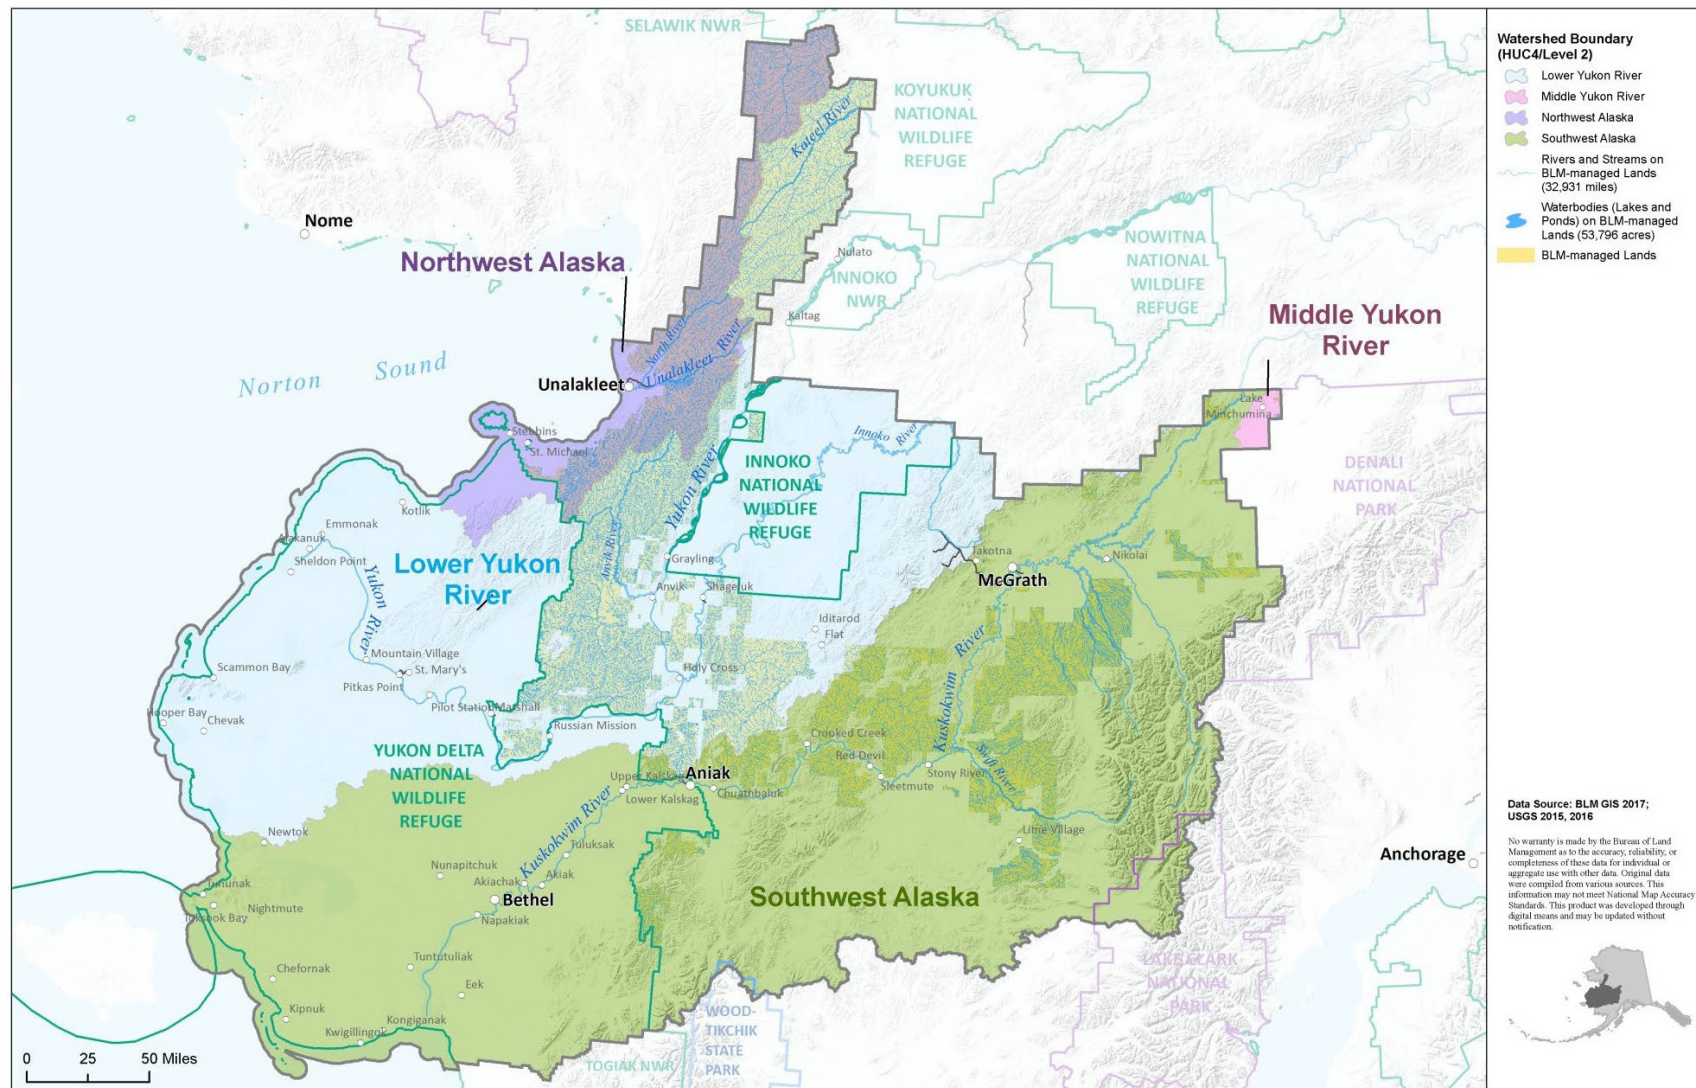 SELAWIK NWR
KOYUKUK
NATIONAL
WILDLIFE
REFUGE
Kateel River
Nome
Northwest Alaska
Nulato
INNOKO
NWR
NOWITNA
NATIONAL
WILDLIFE
REFUGE
Kaltag
Middle Yukon
River
North River
Unalakleet River
Norton Sound
Unalakleet
Lake
Minchumina
Stebbins
St. Michael
Innoko River
Yukon River
INNOKO
NATIONAL
WILDLIFE
REFUGE
DENALI
NATIONAL
PARK
Kotlik
Emmonak
Alakanuk
Sheldon Point
Lower Yukon
River
Yukon River
Anvik River
Grayling
Anvik
Shageluk
Takotna
McGrath
Nikolai
Iditarod
Flat
Mountain Village
St. Mary's
Pitkas Point
Scammon Bay
Holy Cross
Kuskokwim River
Pilot Station
Marshall
Hooper Bay
Chevak
Russian Mission
YUKON DELTA
NATIONAL
WILDLIFE
REFUGE
Crooked Creek
Red Devil
Sleetmute
Stony River
Swift River
Upper Kalskag
Aniak
Lower Kalskag
Chuathbaluk
Newtok
Kuskokwim River
Tuluksak
Lime Village
Anchorage
Nunapitchuk
Akiachak
Akiak
Bethel
Napakiak
Southwest Alaska
Tununak
Toksook Bay
Nightmute
Tuntutuliak
Chefornak
Eek
Kipnuk
Kongiganak
Kwigillingok
LAKE CLARK
NATIONAL
PARK
WOOD-
TIKCHIK
STATE
PARK
TOGIAK NWR
0 25 50 Miles
Watershed Boundary
(HUC4/Level 2)
Lower Yukon River
Middle Yukon River
Northwest Alaska
Southwest Alaska
Rivers and Streams on
BLM-managed Lands
(32,931 miles)
Waterbodies (Lakes and
Ponds) on BLM-managed
Lands (53,796 acres)
BLM-managed Lands
Data Source: BLM GIS 2017;
USGS 2015, 2016
No warranty is made by the Bureau of Land
Management as to the accuracy, reliability, or
completeness of these data for individual or
aggregate use with other data. Original data
were compiled from various sources. This
information may not meet National Map Accuracy
Standards. This product was developed through
digital means and may be updated without
notification.